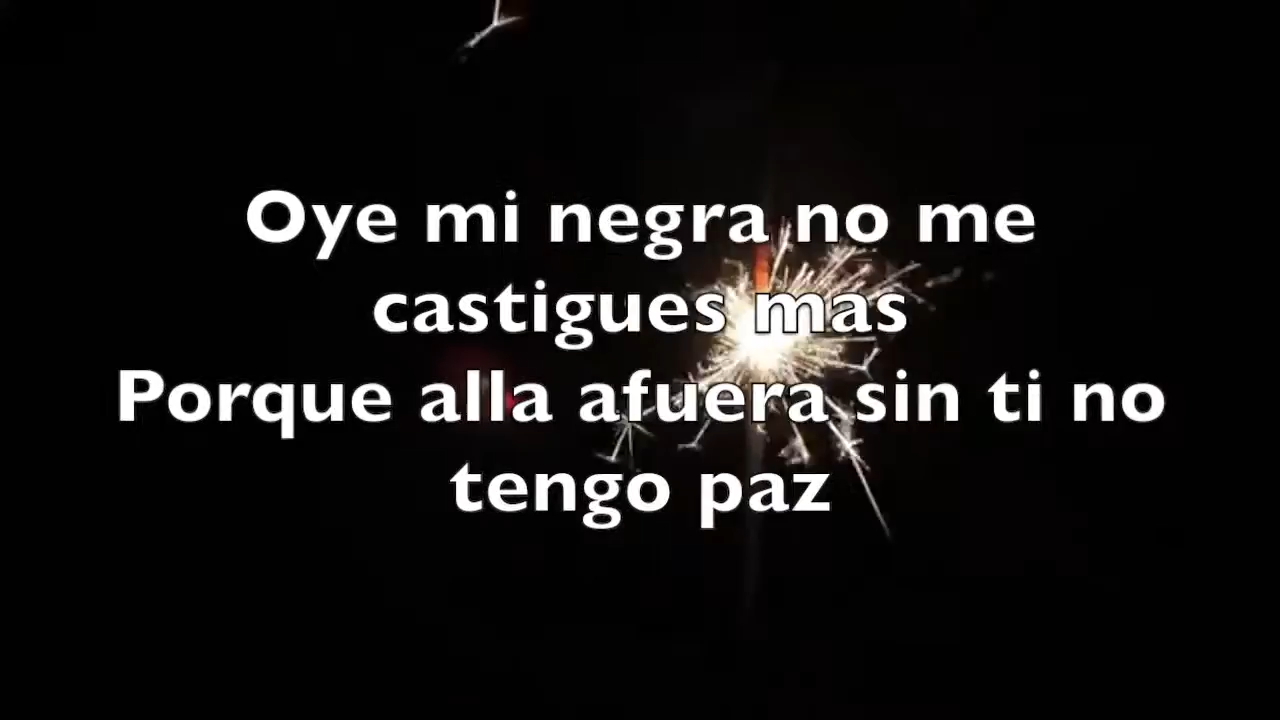 Oye mi negra no me
castigues mas
Porque alla afuera sin ti no
tengo paz